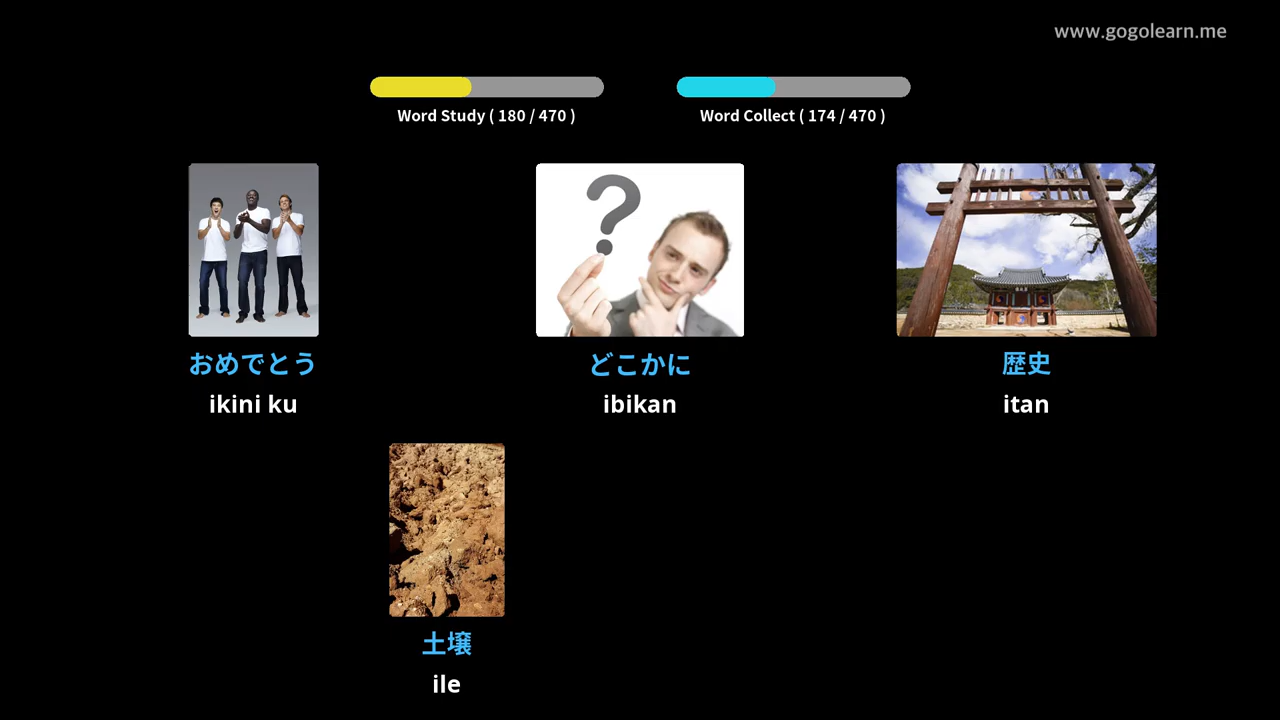 www.gogolearn.me
Word Study ( 180 / 470 )
Word Collect ( 174 / 470 )
おめでとう
ikini ku
どこかに
ibikan
歴史
itan
土壌
ile